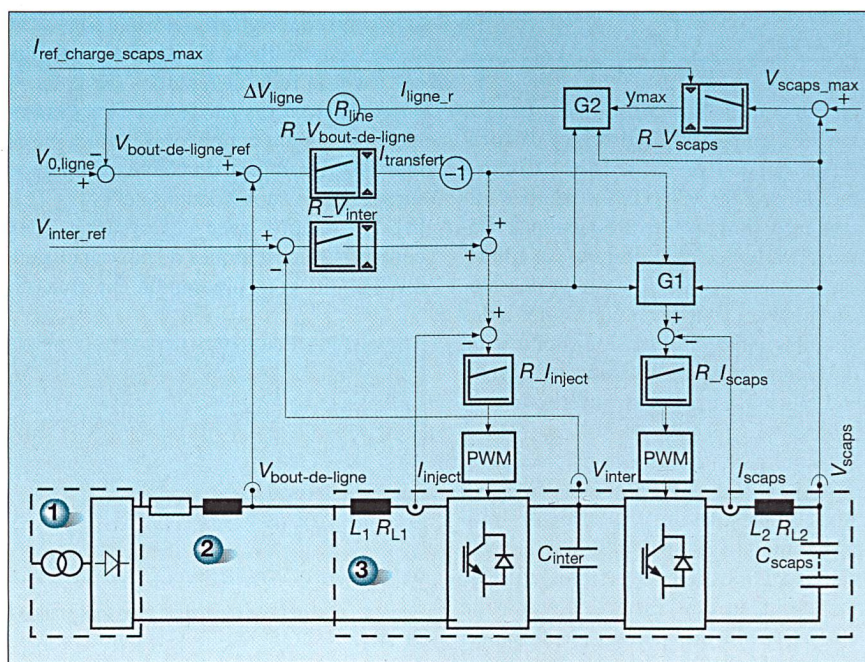 I_ref_charge_scaps_max
ΔV_ligne
R_line
I_ligne_r
G2
y_max
V_scaps_max
R_V_bout-de-ligne
R_V_scaps
V_0,ligne
V_bout-de-ligne_ref
I_transfert
–1
R_V_inter
V_inter_ref
G1
R_I_inject
R_I_scaps
PWM
PWM
V_bout-de-ligne
I_inject
V_inter
I_scaps
V_scaps
1
2
3
L_1 R_L1
C_inter
L_2 R_L2
C_scaps